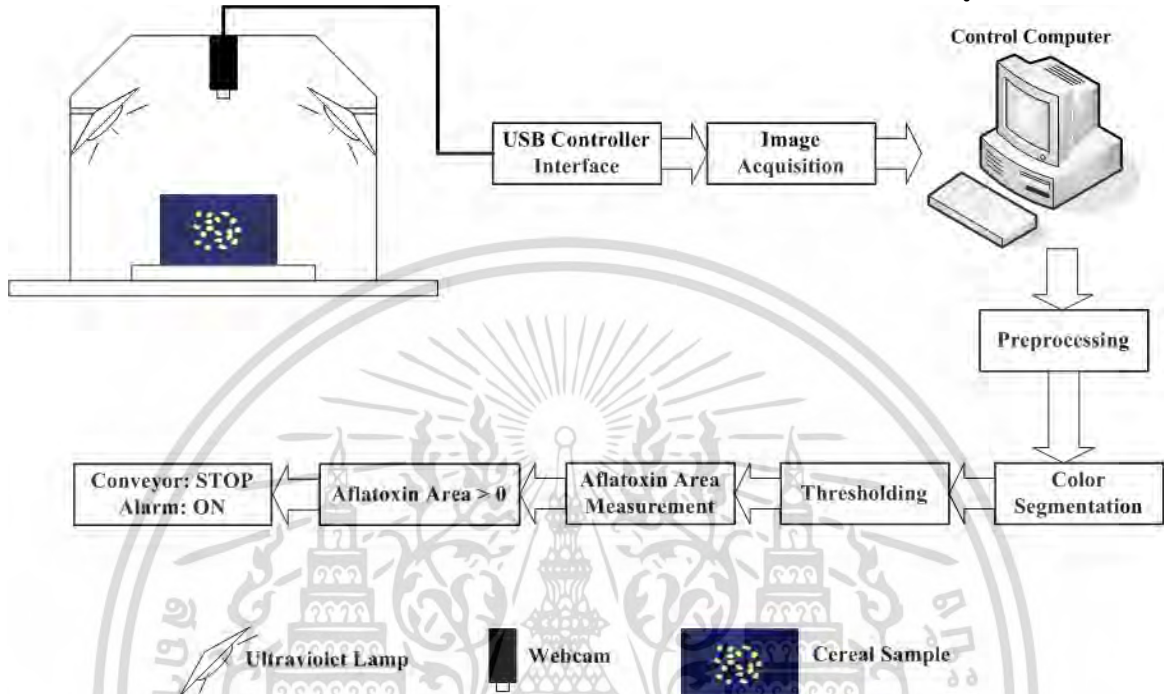 Control Computer
USB Controller
Interface
Image
Acquisition
Preprocessing
Color
Segmentation
Thresholding
Aflatoxin Area
Measurement
Aflatoxin Area > 0
Conveyor: STOP
Alarm: ON
Ultraviolet Lamp
Webcam
Cereal Sample